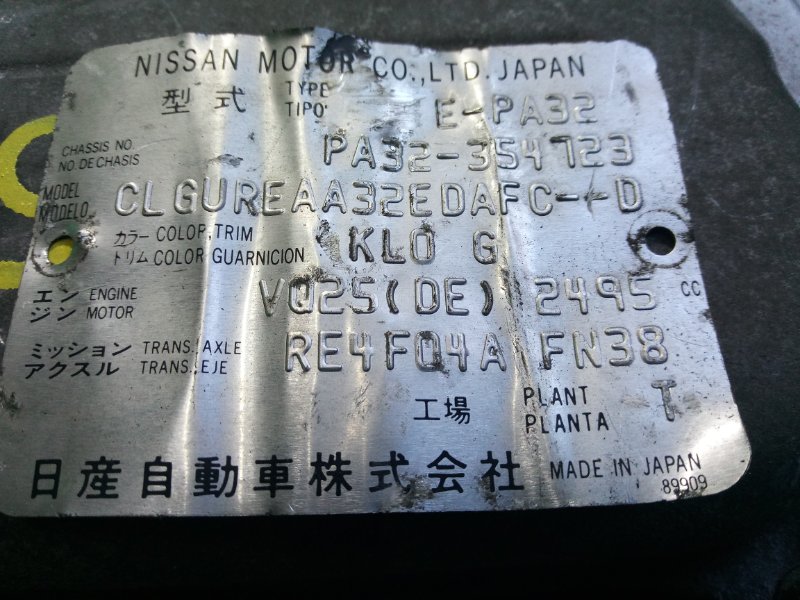 NISSAN MOTOR CO.,LTD. JAPAN
型式 TYPE TIPO E-PA32
CHASSIS NO. NO. DE CHASIS PA32-354723
MODEL MODELO CLGUREAA32EDAFC--D
カラー COLOR,TRIM
トリム COLOR GUARNICION KL0 G
エン ENGINE
ジン MOTOR VQ25(DE) 2495 CC
ミッション TRANS.,AXLE
アクスル TRANS.,EJE RE4F04A FN38
工場 PLANT PLANTA T
日産自動車株式会社 MADE IN JAPAN
89909